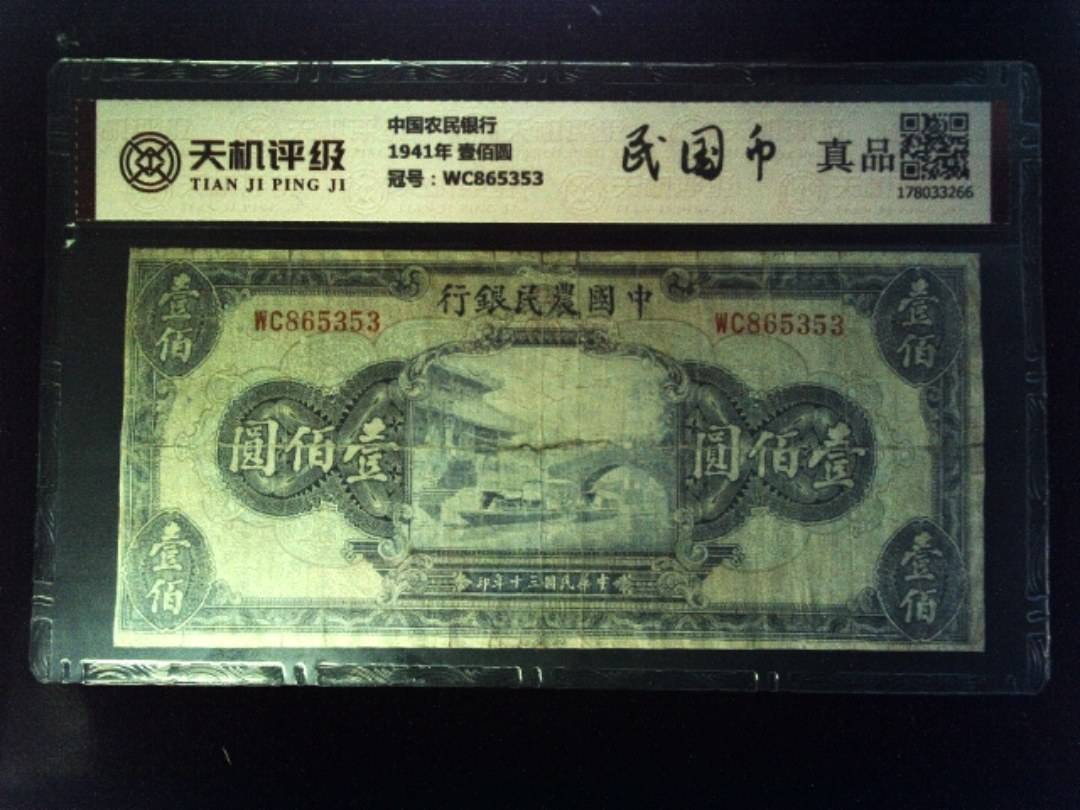 天机评级
TIAN JI PING JI
中国农民银行
1941年 壹佰圆
冠号：WC865353
民国币
真品
178033266
行銀民農國中
WC865353
WC865353
壹佰
壹佰
圓佰壹
圓佰壹
壹佰
壹佰
印年十三國民華中